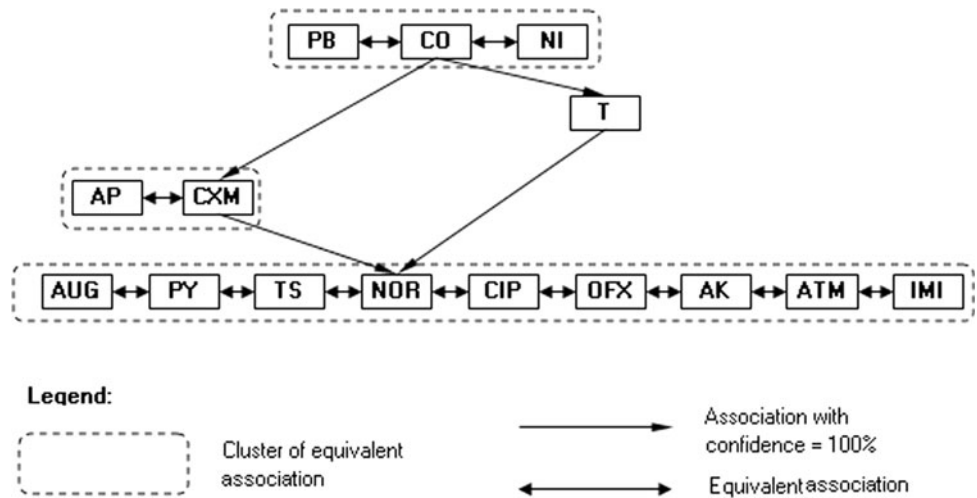 PB CO NI
T
AP CXM
AUG PY TS NOR CIP OFX AK ATM IMI
Legend:
Cluster of equivalent
association
Association with
confidence = 100%
Equivalent association